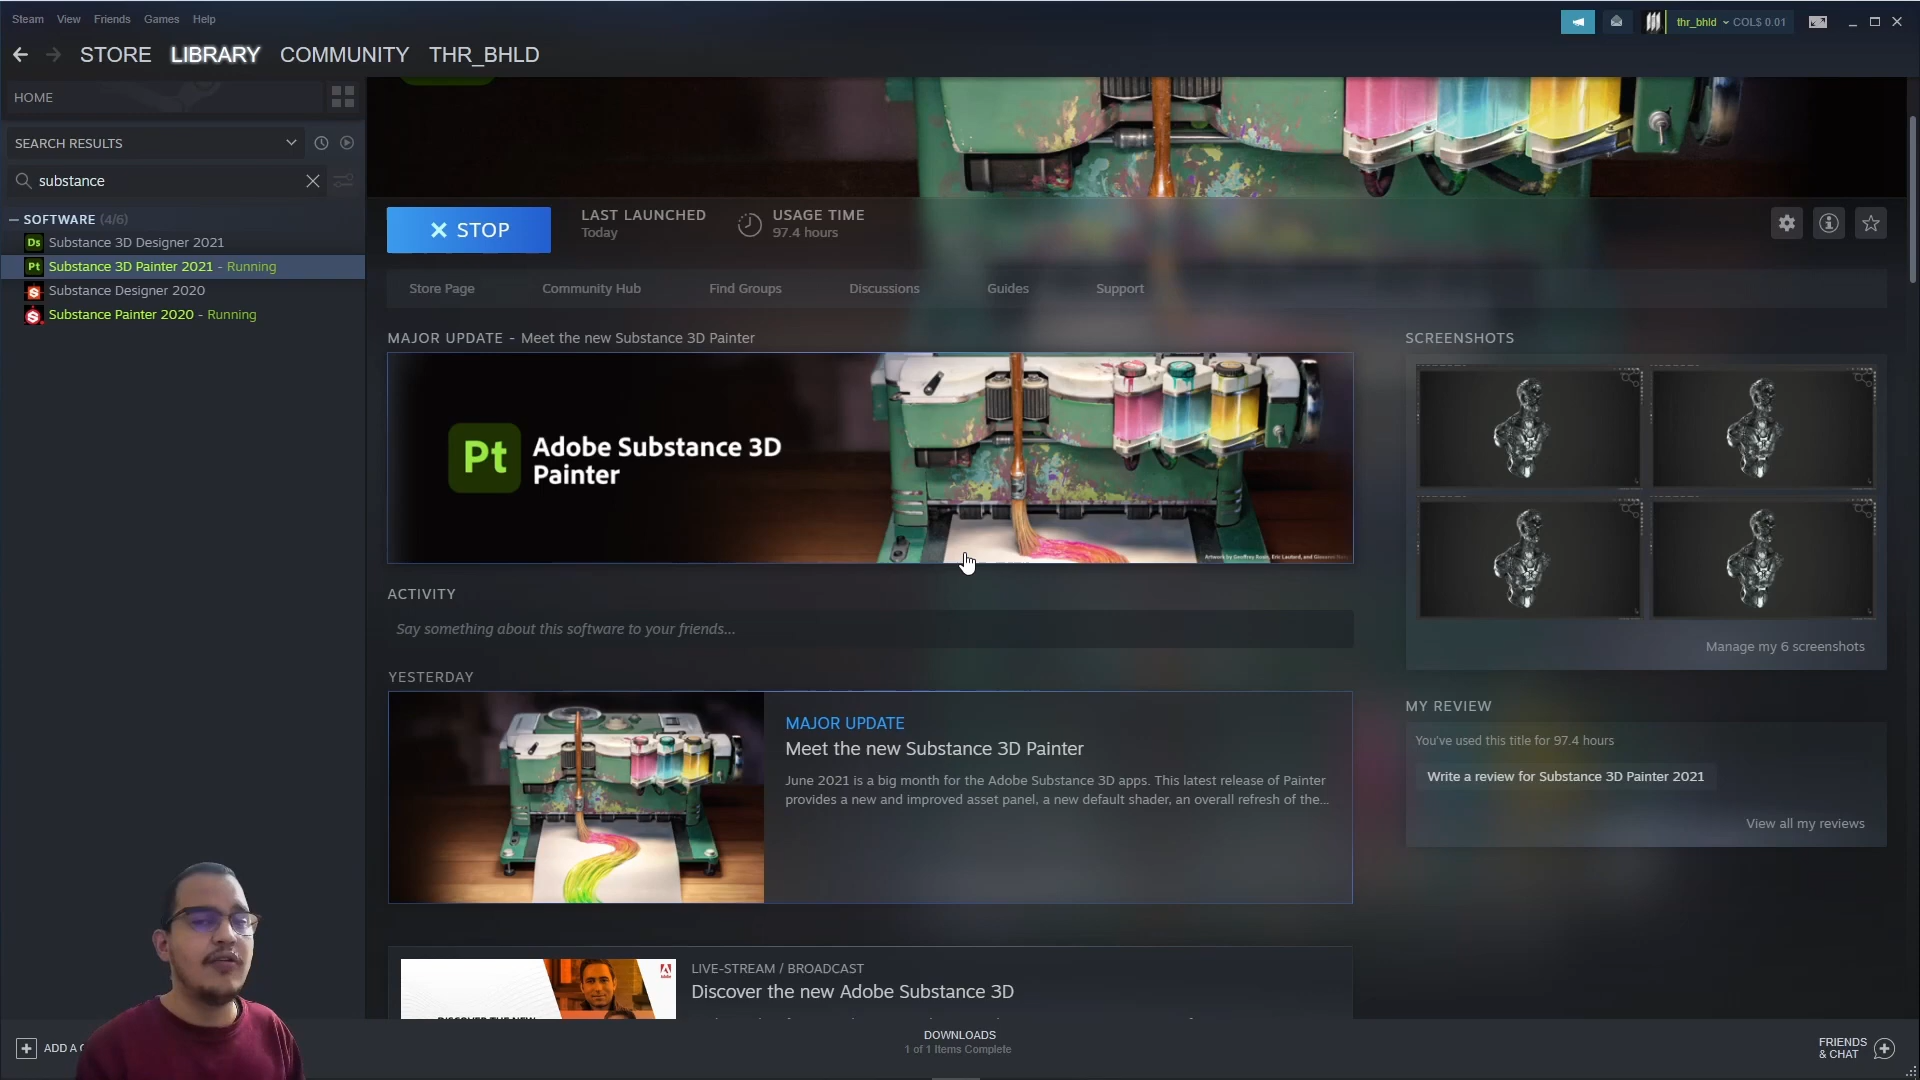 Steam View Friends Games Help
thr_bhld COL$ 0.01
STORE LIBRARY COMMUNITY THR_BHLD
HOME
SEARCH RESULTS
substance
SOFTWARE (4/6)
Ds Substance 3D Designer 2021
Pt Substance 3D Painter 2021 - Running
Substance Designer 2020
Substance Painter 2020 - Running
STOP
LAST LAUNCHED
Today
USAGE TIME
97.4 hours
Store Page Community Hub Find Groups Discussions Guides Support
MAJOR UPDATE - Meet the new Substance 3D Painter
Pt Adobe Substance 3D
Painter
ACTIVITY
Say something about this software to your friends...
YESTERDAY
MAJOR UPDATE
Meet the new Substance 3D Painter
June 2021 is a big month for the Adobe Substance 3D apps. This latest release of Painter
provides a new and improved asset panel, a new default shader, an overall refresh of the...
LIVE-STREAM / BROADCAST
Discover the new Adobe Substance 3D
SCREENSHOTS
Manage my 6 screenshots
MY REVIEW
You've used this title for 97.4 hours
Write a review for Substance 3D Painter 2021
View all my reviews
ADD A
DOWNLOADS
1 of 1 Items Complete
FRIENDS
& CHAT